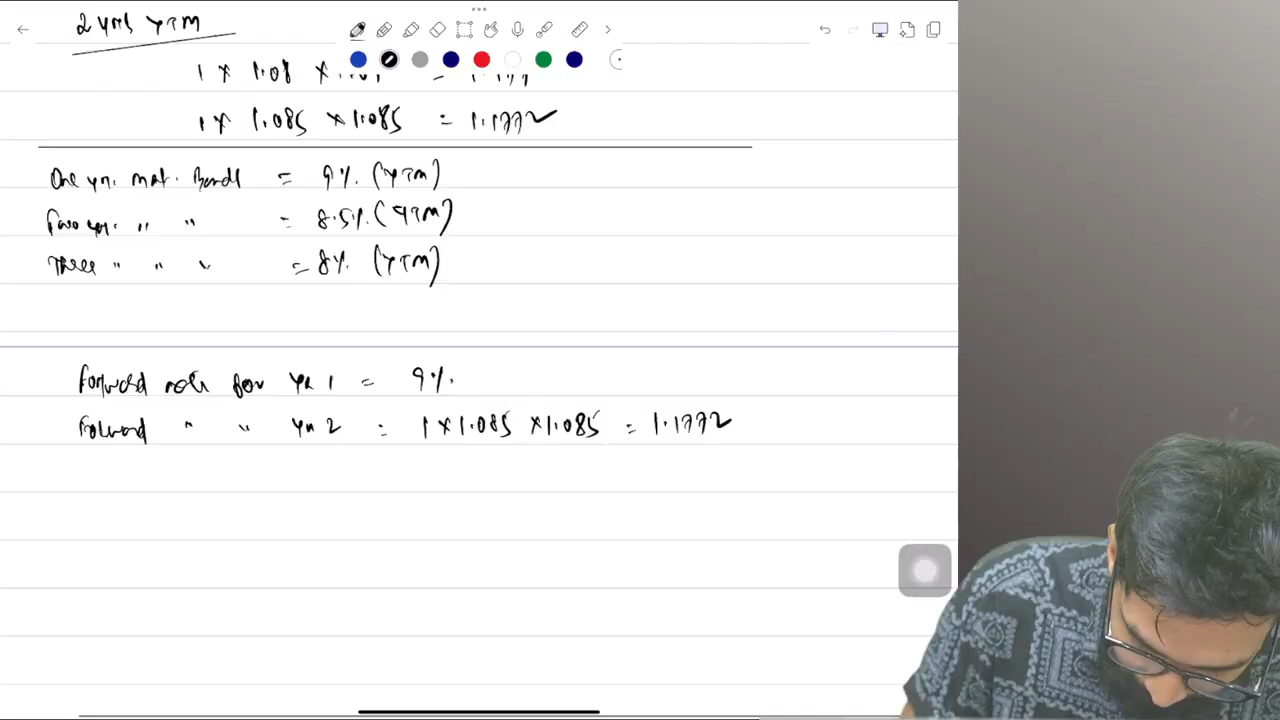 2 yrs YTM
1 × 1.08 ×
1 × 1.085 × 1.085 = 1.1772
One yr. mat. Bond = 9%. (YTM)
Two yr. " " = 8.5%. (YTM)
Three " " " = 8%. (YTM)
Forward rate for yr 1 = 9%.
Forward " " yr 2 = 1 × 1.085 × 1.085 = 1.1772